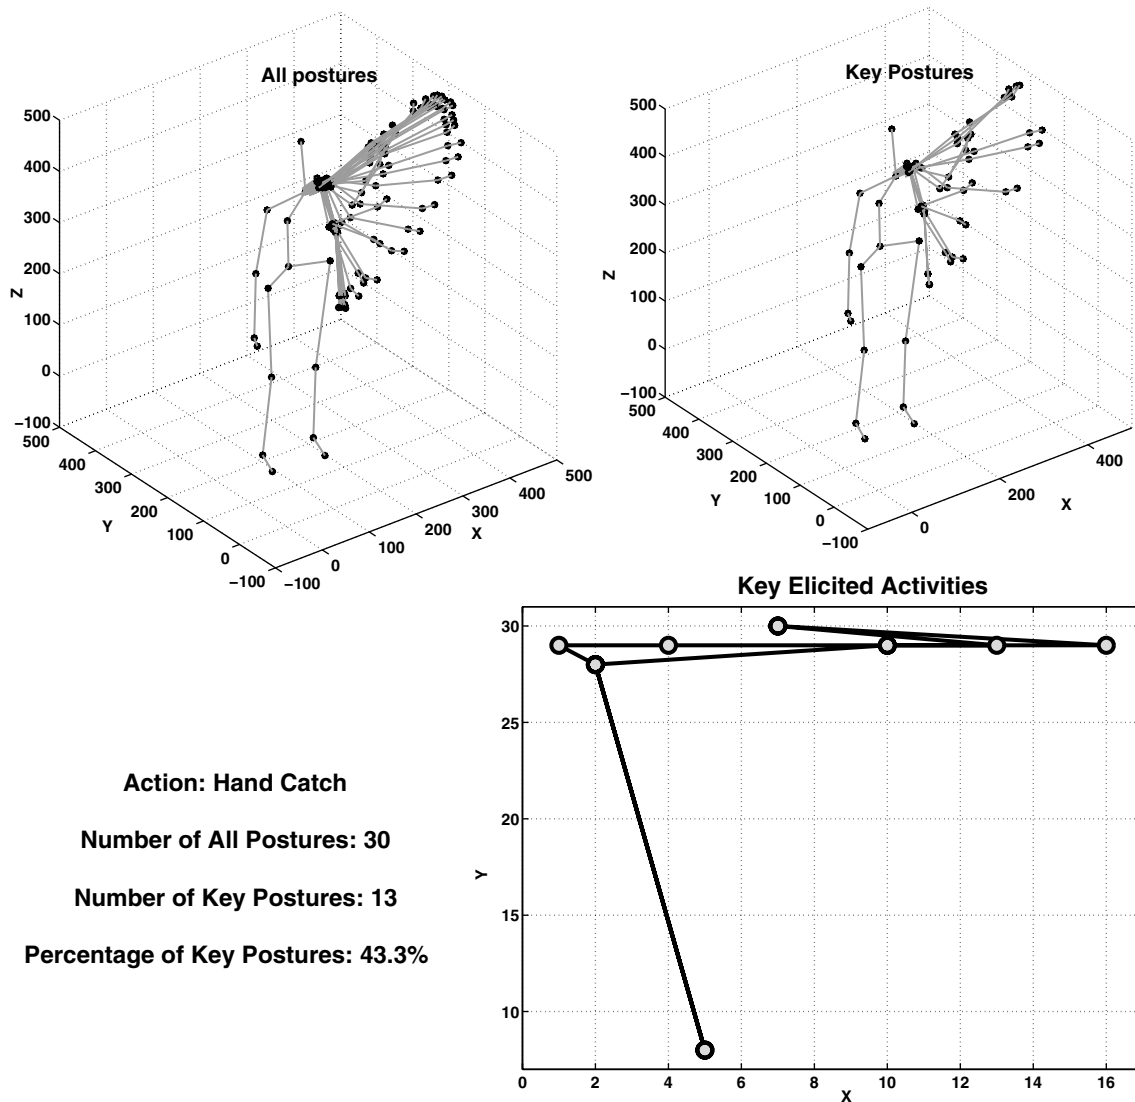 All postures
500
400
300
200
100
0
−100
Z
500
400
300
200
100
0
−100
Y
−100
0
100
200
300
400
500
X
Key Postures
500
400
300
200
100
0
−100
Z
500
400
300
200
100
0
−100
Y
0
200
400
X
Action: Hand Catch
Number of All Postures: 30
Number of Key Postures: 13
Percentage of Key Postures: 43.3%
Key Elicited Activities
30
25
20
15
10
Y
0 2 4 6 8 10 12 14 16
X